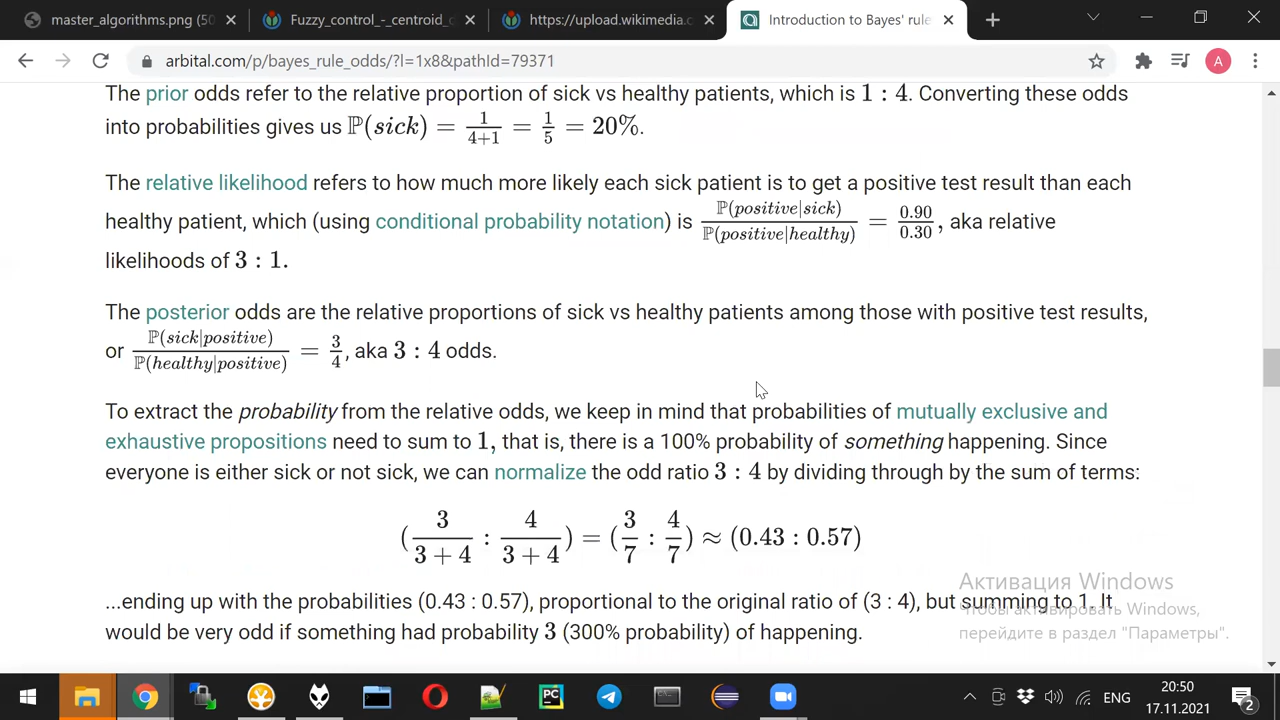 master_algorithms.png (50
Fuzzy_control_-_centroid_c
https://upload.wikimedia.c
Introduction to Bayes' rule
arbital.com/p/bayes_rule_odds/?l=1x8&pathId=79371
A
The prior odds refer to the relative proportion of sick vs healthy patients, which is 1 : 4. Converting these odds
into probabilities gives us ℙ(sick) = 1/(4+1) = 1/5 = 20%.
The relative likelihood refers to how much more likely each sick patient is to get a positive test result than each
healthy patient, which (using conditional probability notation) is ℙ(positive|sick)/ℙ(positive|healthy) = 0.90/0.30, aka relative
likelihoods of 3 : 1.
The posterior odds are the relative proportions of sick vs healthy patients among those with positive test results,
or ℙ(sick|positive)/ℙ(healthy|positive) = 3/4, aka 3 : 4 odds.
To extract the probability from the relative odds, we keep in mind that probabilities of mutually exclusive and
exhaustive propositions need to sum to 1, that is, there is a 100% probability of something happening. Since
everyone is either sick or not sick, we can normalize the odd ratio 3 : 4 by dividing through by the sum of terms:
(3/(3 + 4) : 4/(3 + 4)) = (3/7 : 4/7) ≈ (0.43 : 0.57)
...ending up with the probabilities (0.43 : 0.57), proportional to the original ratio of (3 : 4), but summing to 1. It
would be very odd if something had probability 3 (300% probability) of happening.
Активация Windows
Чтобы активировать Windows,
перейдите в раздел "Параметры".
PC
ENG
20:50
17.11.2021
2